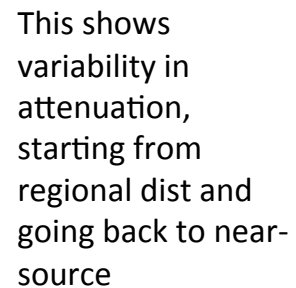 This shows
variability in
attenuation,
starting from
regional dist and
going back to near-
source